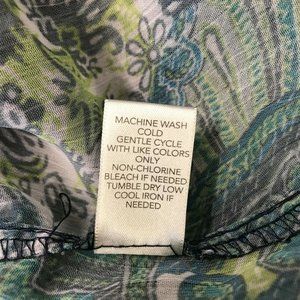 MACHINE WASH
COLD
GENTLE CYCLE
WITH LIKE COLORS
ONLY
NON-CHLORINE
BLEACH IF NEEDED
TUMBLE DRY LOW
COOL IRON IF
NEEDED